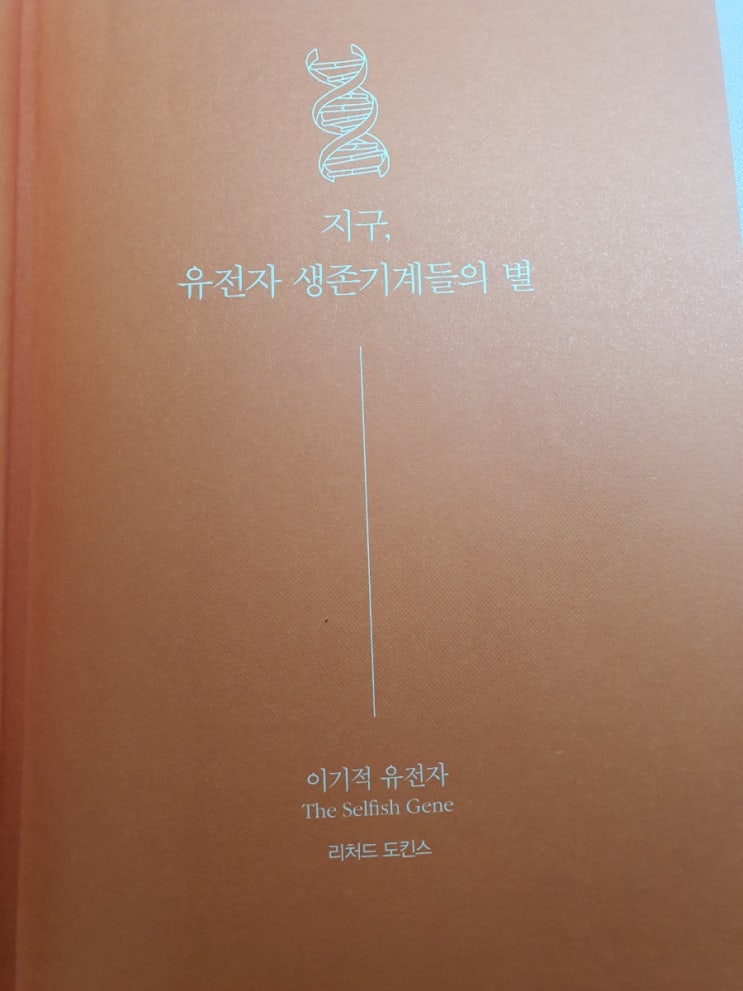 지구,
유전자 생존기계들의 별
이기적 유전자
The Selfish Gene
리처드 도킨스